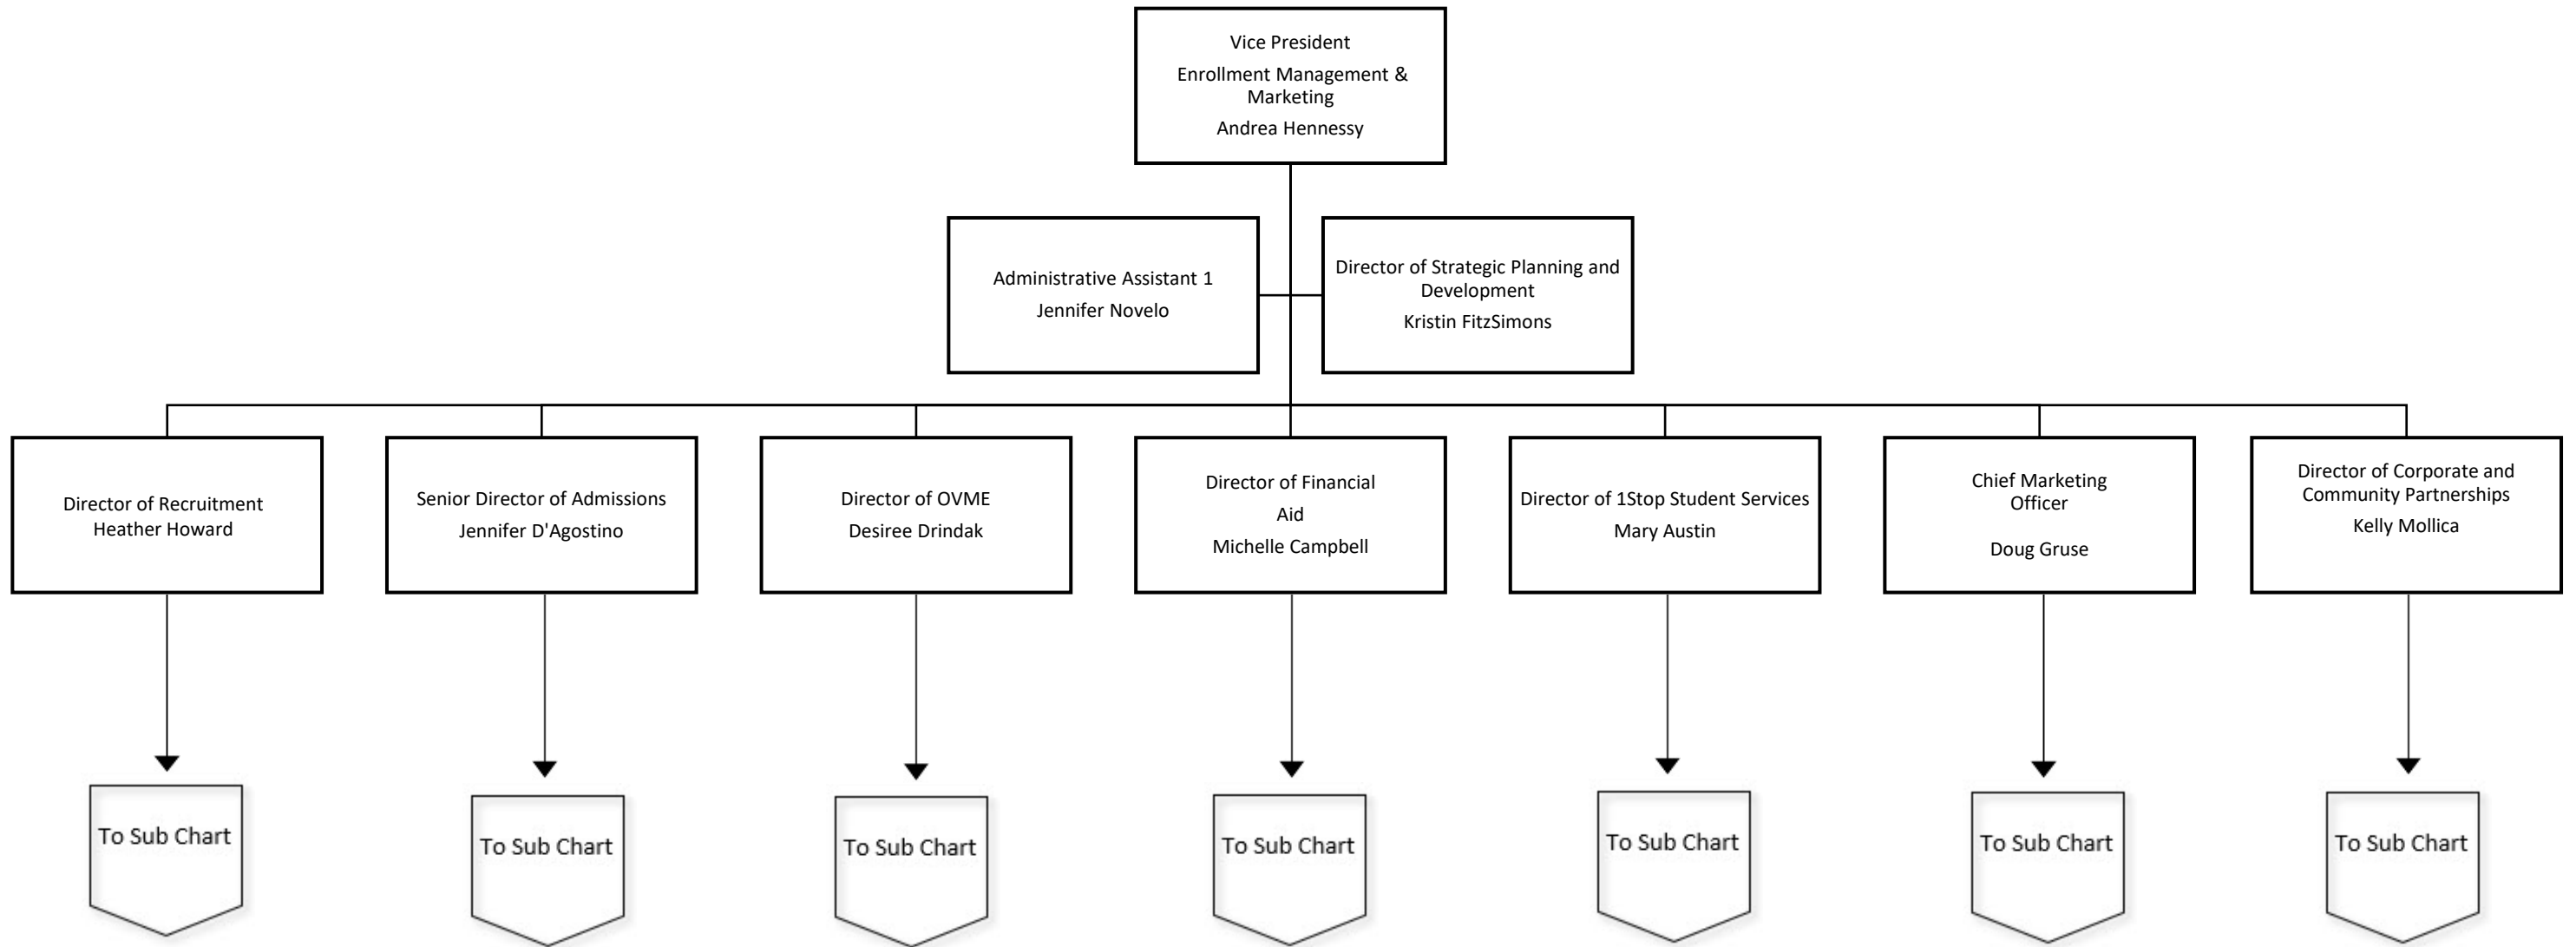 Vice President
Enrollment Management &
Marketing
Andrea Hennessy
Administrative Assistant 1
Jennifer Novelo
Director of Strategic Planning and
Development
Kristin FitzSimons
Director of Recruitment
Heather Howard
Senior Director of Admissions
Jennifer D'Agostino
Director of OVME
Desiree Drindak
Director of Financial
Aid
Michelle Campbell
Director of 1Stop Student Services
Mary Austin
Chief Marketing
Officer
Doug Gruse
Director of Corporate and
Community Partnerships
Kelly Mollica
To Sub Chart
To Sub Chart
To Sub Chart
To Sub Chart
To Sub Chart
To Sub Chart
To Sub Chart